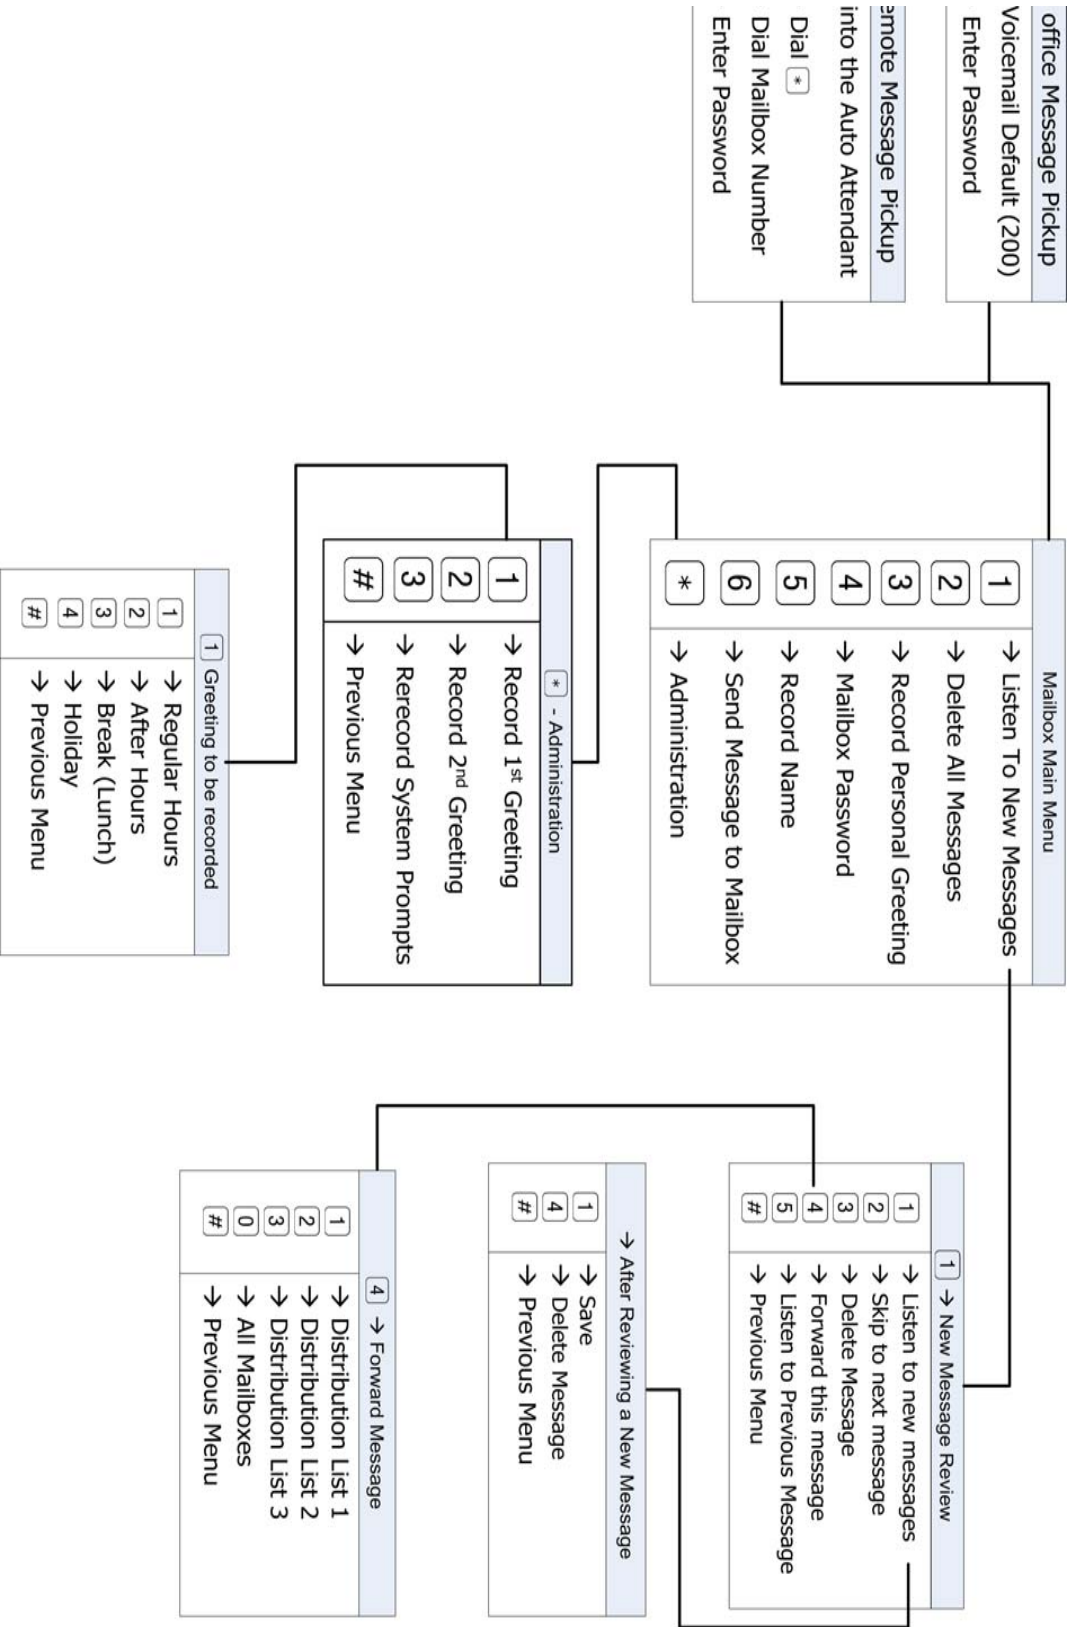 office Message Pickup
Voicemail Default (200)
Enter Password
emote Message Pickup
into the Auto Attendant
Dial *
Dial Mailbox Number
Enter Password
Mailbox Main Menu
1 → Listen To New Messages
2 → Delete All Messages
3 → Record Personal Greeting
4 → Mailbox Password
5 → Record Name
6 → Send Message to Mailbox
* → Administration
* - Administration
1 → Record 1st Greeting
2 → Record 2nd Greeting
3 → Rerecord System Prompts
# → Previous Menu
1 Greeting to be recorded
1 → Regular Hours
2 → After Hours
3 → Break (Lunch)
4 → Holiday
# → Previous Menu
1 → New Message Review
1 → Listen to new messages
2 → Skip to next message
3 → Delete Message
4 → Forward this message
5 → Listen to Previous Message
# → Previous Menu
→ After Reviewing a New Message
1 → Save
4 → Delete Message
# → Previous Menu
4 → Forward Message
1 → Distribution List 1
2 → Distribution List 2
3 → Distribution List 3
0 → All Mailboxes
# → Previous Menu